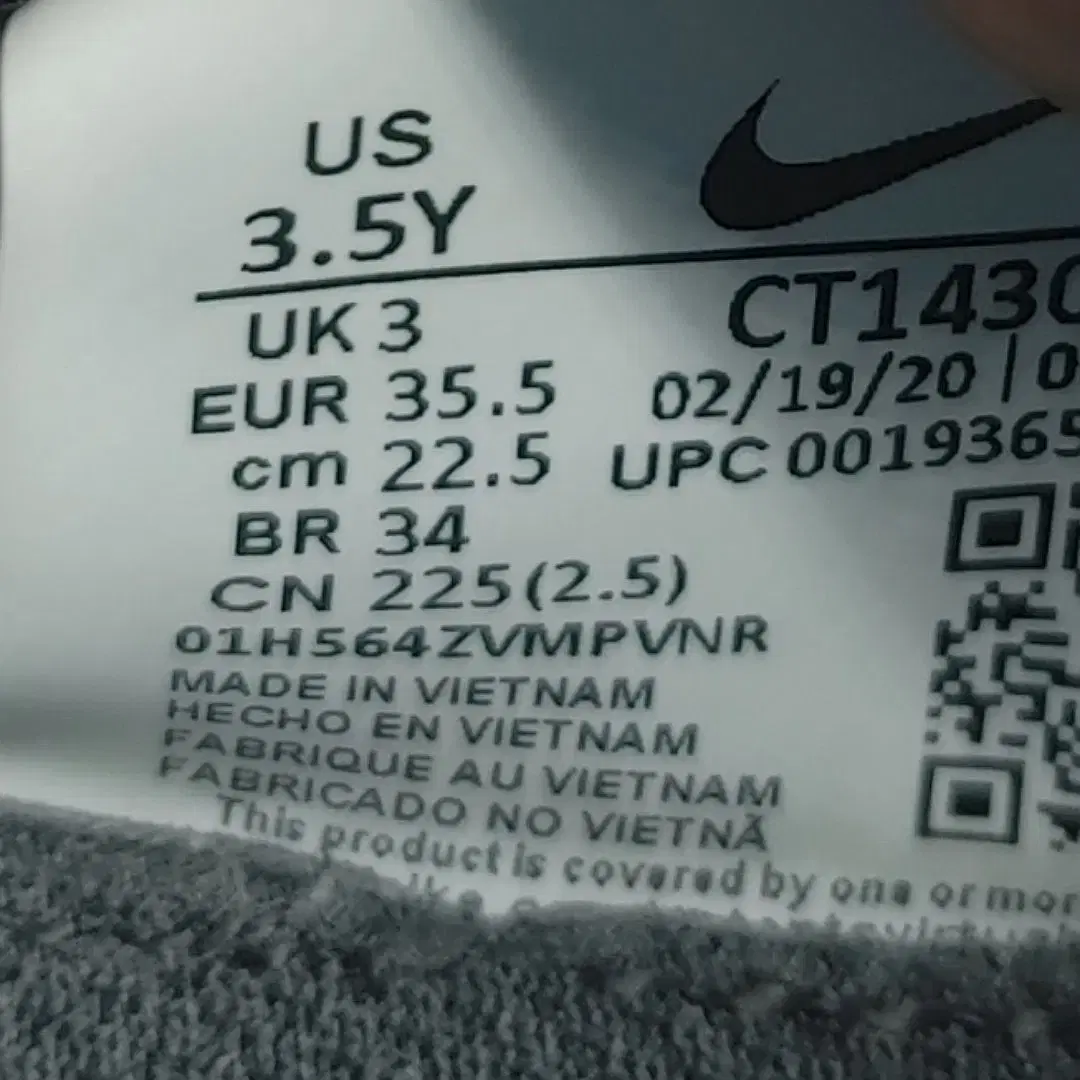 US
3.5Y
UK 3
EUR 35.5
cm 22.5
BR 34
CN 225(2.5)
01H564ZVMPVNR
MADE IN VIETNAM
HECHO EN VIETNAM
FABRIQUE AU VIETNAM
FABRICADO NO VIETNÃ
CT143
02/19/20 | 0
UPC 0019365
This product is covered by one or mor